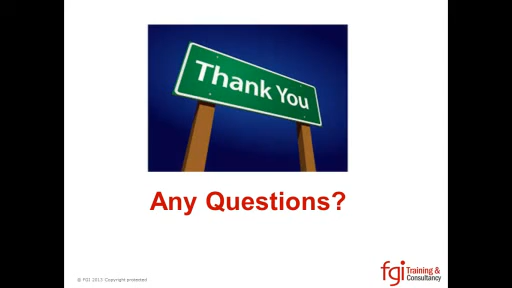 Thank You
Any Questions?
© FGI 2013 Copyright protected
fgi Training &
Consultancy